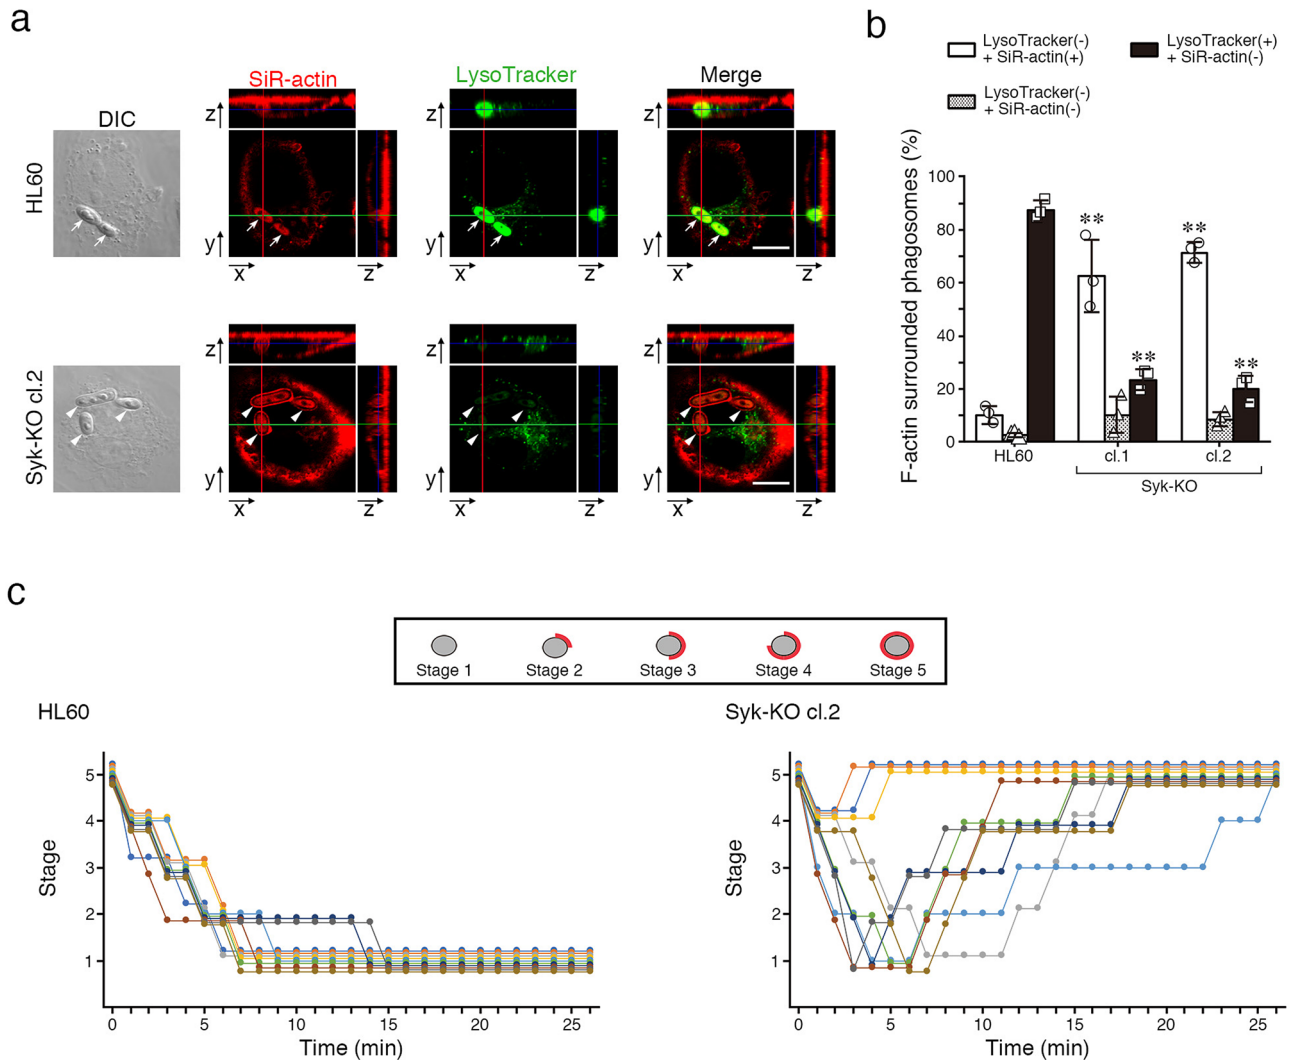 a
SiR-actin
LysoTracker
Merge
DIC
HL60
z
y
x
z
z
y
x
z
z
y
x
z
Syk-KO cl.2
z
y
x
z
z
y
x
z
z
y
x
z
b
LysoTracker(-)
+ SiR-actin(+)
LysoTracker(+)
+ SiR-actin(-)
LysoTracker(-)
+ SiR-actin(-)
F-actin surrounded phagosomes (%)
100
80
60
40
20
0
**
**
**
**
HL60
cl.1
cl.2
Syk-KO
c
Stage 1
Stage 2
Stage 3
Stage 4
Stage 5
HL60
Stage
5
4
3
2
1
0
5
10
15
20
25
Time (min)
Syk-KO cl.2
Stage
5
4
3
2
1
0
5
10
15
20
25
Time (min)